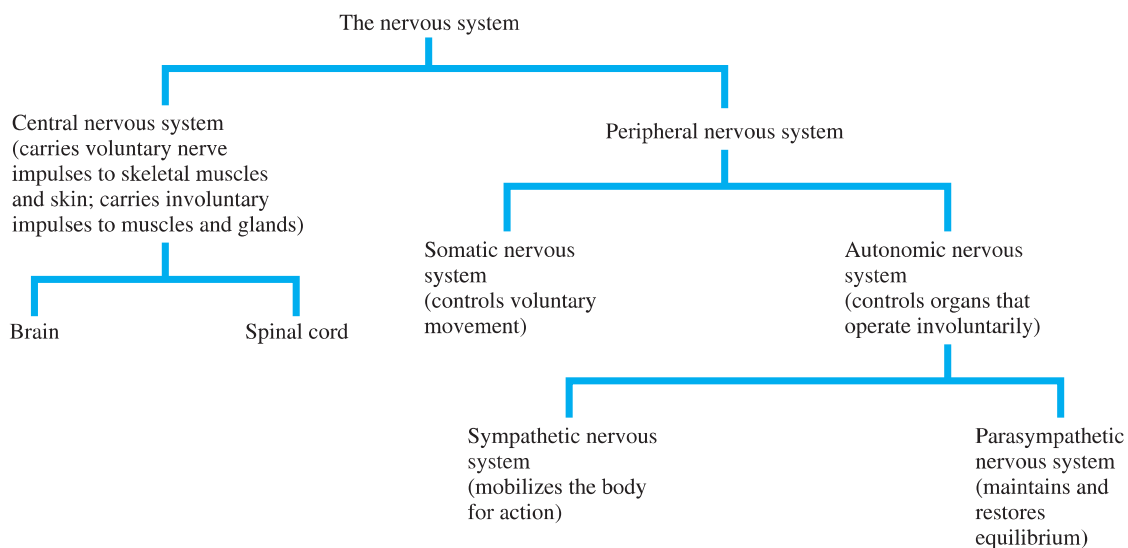 The nervous system
Central nervous system
(carries voluntary nerve
impulses to skeletal muscles
and skin; carries involuntary
impulses to muscles and glands)
Peripheral nervous system
Brain
Spinal cord
Somatic nervous
system
(controls voluntary
movement)
Autonomic nervous
system
(controls organs that
operate involuntarily)
Sympathetic nervous
system
(mobilizes the body
for action)
Parasympathetic
nervous system
(maintains and
restores
equilibrium)